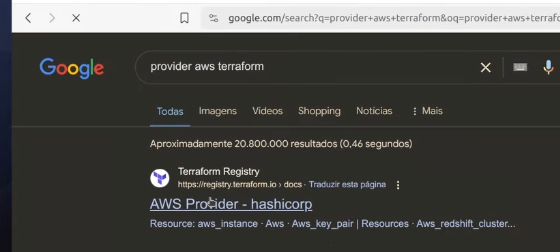 google.com/search?q=provider+aws+terraform&oq=provider+aws+terraf
Google
provider aws terraform
Todas Imagens Vídeos Shopping Notícias Mais
Aproximadamente 20.800.000 resultados (0,46 segundos)
Terraform Registry
https://registry.terraform.io › docs · Traduzir esta página
AWS Provider - hashicorp
Resource: aws_instance · Aws · Aws_key_pair | Resources · Aws_redshift_cluster...